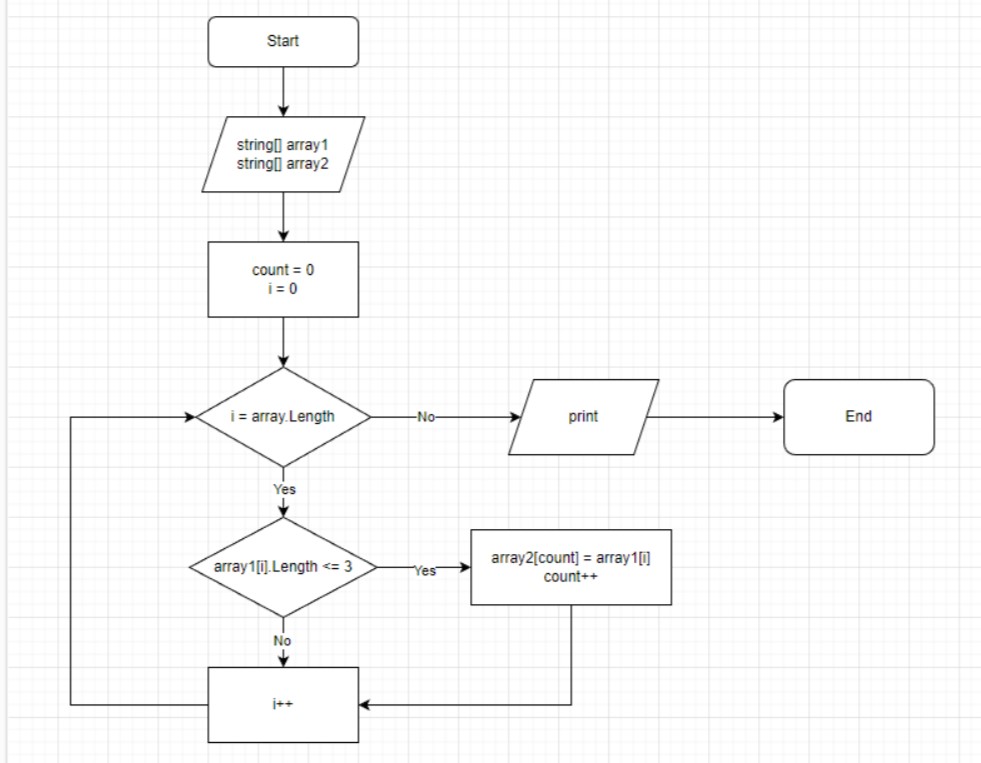 Start
string[] array1
string[] array2
count = 0
i = 0
i = array.Length
No
print
End
Yes
array1[i].Length <= 3
Yes
array2[count] = array1[i]
count++
No
i++